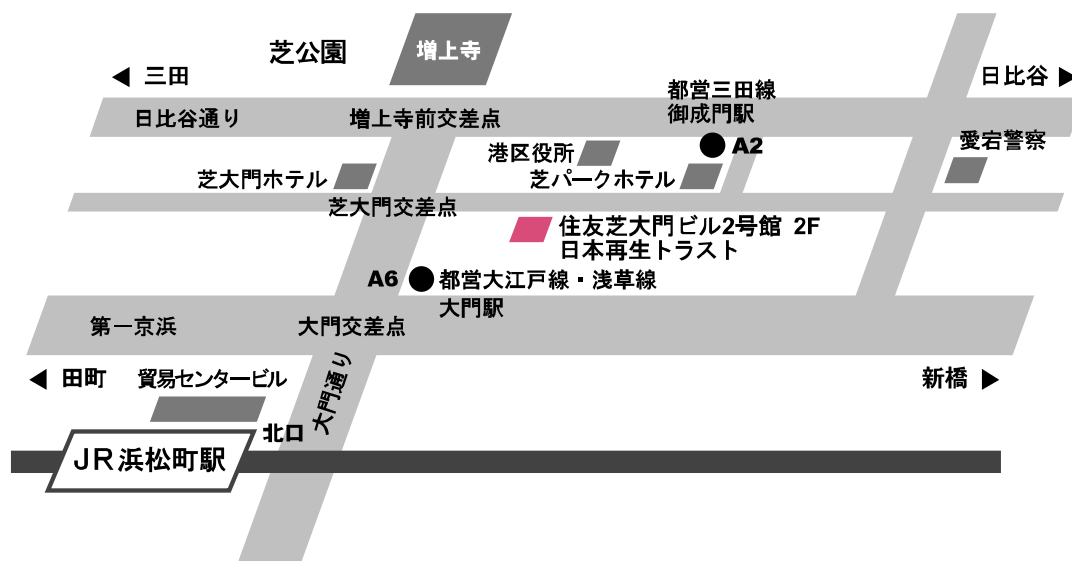 芝公園
増上寺
三田
日比谷
都営三田線
御成門駅
日比谷通り
増上寺前交差点
A2
愛宕警察
港区役所
芝大門ホテル
芝パークホテル
芝大門交差点
住友芝大門ビル2号館 2F
日本再生トラスト
A6
都営大江戸線・浅草線
大門駅
第一京浜
大門交差点
田町
貿易センタービル
新橋
大門通り
北口
JR浜松町駅